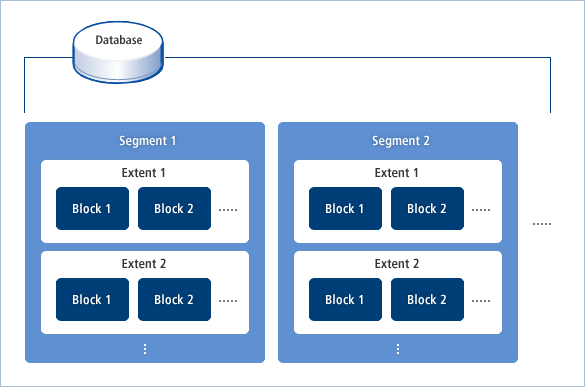 Database
Segment 1
Extent 1
Block 1 Block 2 .....
Extent 2
Block 1 Block 2 .....
⋮
Segment 2
Extent 1
Block 1 Block 2 .....
Extent 2
Block 1 Block 2 .....
⋮
.....